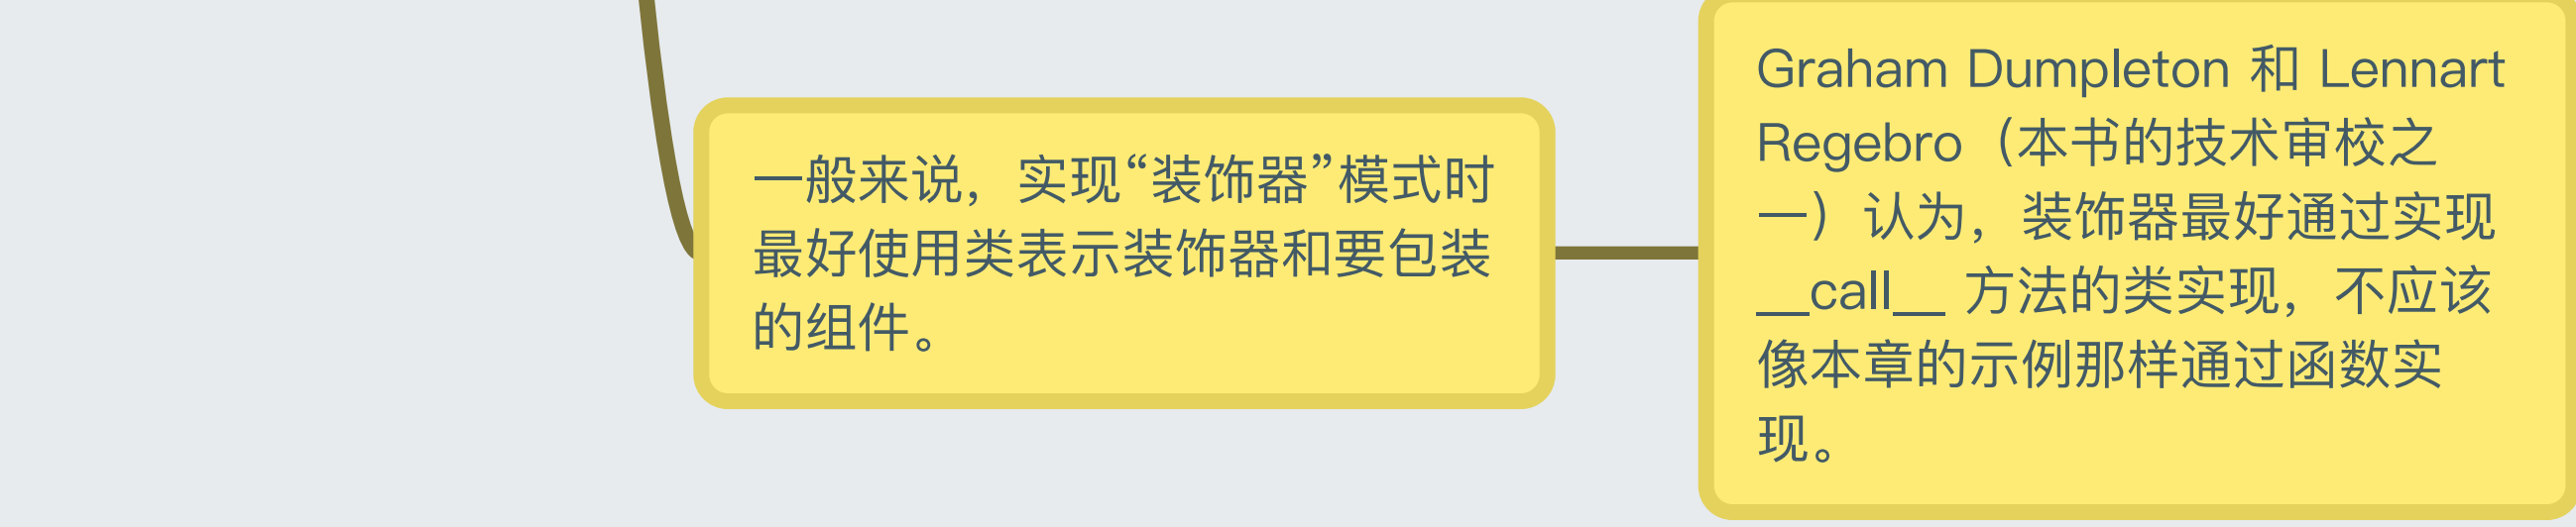 一般来说，实现“装饰器”模式时
最好使用类表示装饰器和要包装
的组件。
Graham Dumpleton 和 Lennart
Regebro（本书的技术审校之
一）认为，装饰器最好通过实现
__call__ 方法的类实现，不应该
像本章的示例那样通过函数实
现。